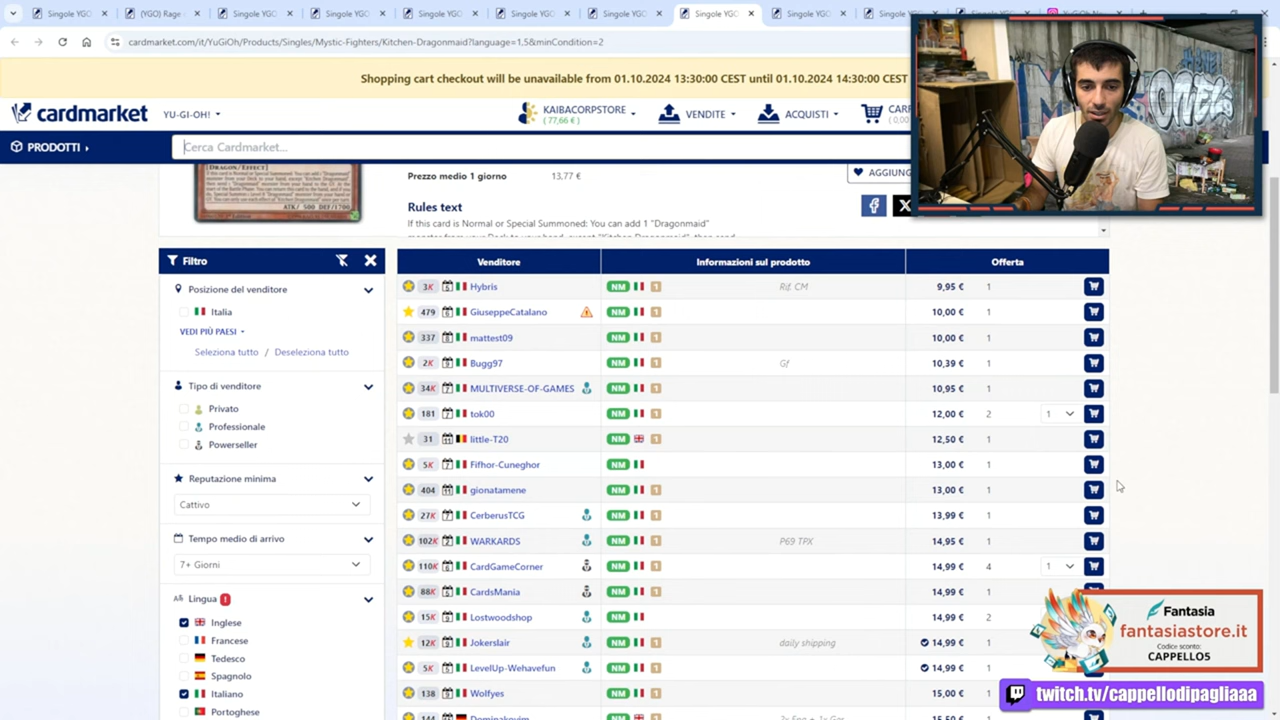 Singole YGO
(YGO) Rage
Singole YGO
Singole YGO
Singole YGO
Singole YGO
Singole YGO
Singole YGO
Singole YGO
cardmarket.com/it/YuGiOh/Products/Singles/Mystic-Fighters/Kitchen-Dragonmaid?language=1,5&minCondition=2
Shopping cart checkout will be unavailable from 01.10.2024 13:30:00 CEST until 01.10.2024 14:30:00 CEST
cardmarket
YU-GI-OH!
KAIBACORPSTORE
( 77,66 € )
VENDITE
ACQUISTI
PRODOTTI
Cerca Cardmarket...
ATK/ 500 DEF/1700
Prezzo medio 1 giorno 13,77 €
Rules text
If this card is Normal or Special Summoned: You can add 1 "Dragonmaid"
Filtro
Posizione del venditore
Italia
VEDI PIÙ PAESI
Seleziona tutto / Deseleziona tutto
Tipo di venditore
Privato
Professionale
Powerseller
Reputazione minima
Cattivo
Tempo medio di arrivo
7+ Giorni
Lingua
Inglese
Francese
Tedesco
Spagnolo
Italiano
Portoghese
Venditore Informazioni sul prodotto Offerta
3K Hybris NM 1 Rif. CM 9,95 € 1
479 GiuseppeCatalano NM 1 10,00 € 1
337 mattest09 NM 1 10,00 € 1
2K Bugg97 NM 1 Gf 10,39 € 1
34K MULTIVERSE-OF-GAMES NM 1 10,95 € 1
181 tok00 NM 1 12,00 € 2 1
31 little-T20 NM 1 12,50 € 1
5K Fifhor-Cuneghor NM 13,00 € 1
404 gionatamene NM 1 13,00 € 1
27K CerberusTCG NM 1 13,99 € 1
102K WARKARDS NM 1 P69 TPX 14,95 € 1
110K CardGameCorner NM 1 14,99 € 4 1
88K CardsMania NM 1 14,99 € 1
15K Lostwoodshop NM 14,99 € 2
12K Jokerslair NM 1 daily shipping 14,99 € 1
5K LevelUp-Wehavefun NM 1 14,99 € 1
138 Wolfyes NM 1 15,00 € 1
Fantasia
fantasiastore.it
Codice sconto:
CAPPELLO5
twitch.tv/cappellodipagliaaa